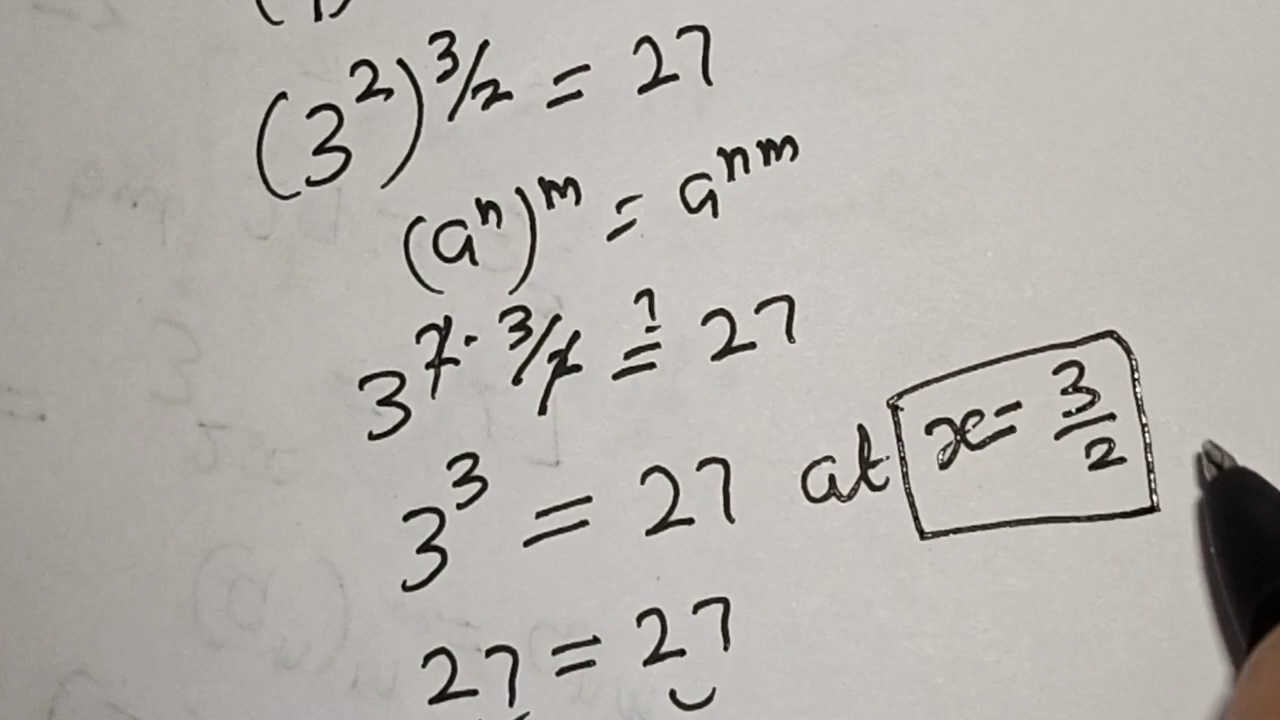 (3²)^3/2 = 27
(aⁿ)^m = a^nm
3^2·3/2 ?= 27
3³ = 27 at x = 3/2
27 = 27